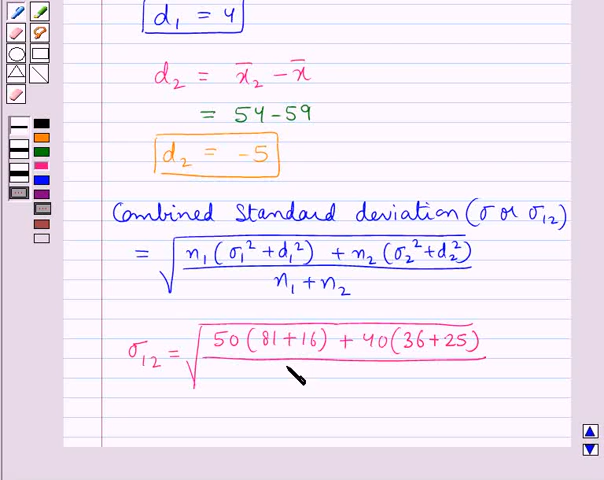 d₁ = 4
d₂ = x̄₂ − x̄
= 54 − 59
d₂ = −5
Combined Standard deviation (σ or σ₁₂)
= √(n₁(σ₁² + d₁²) + n₂(σ₂² + d₂²) / n₁ + n₂)
σ₁₂ = √(50(81+16) + 40(36+25)